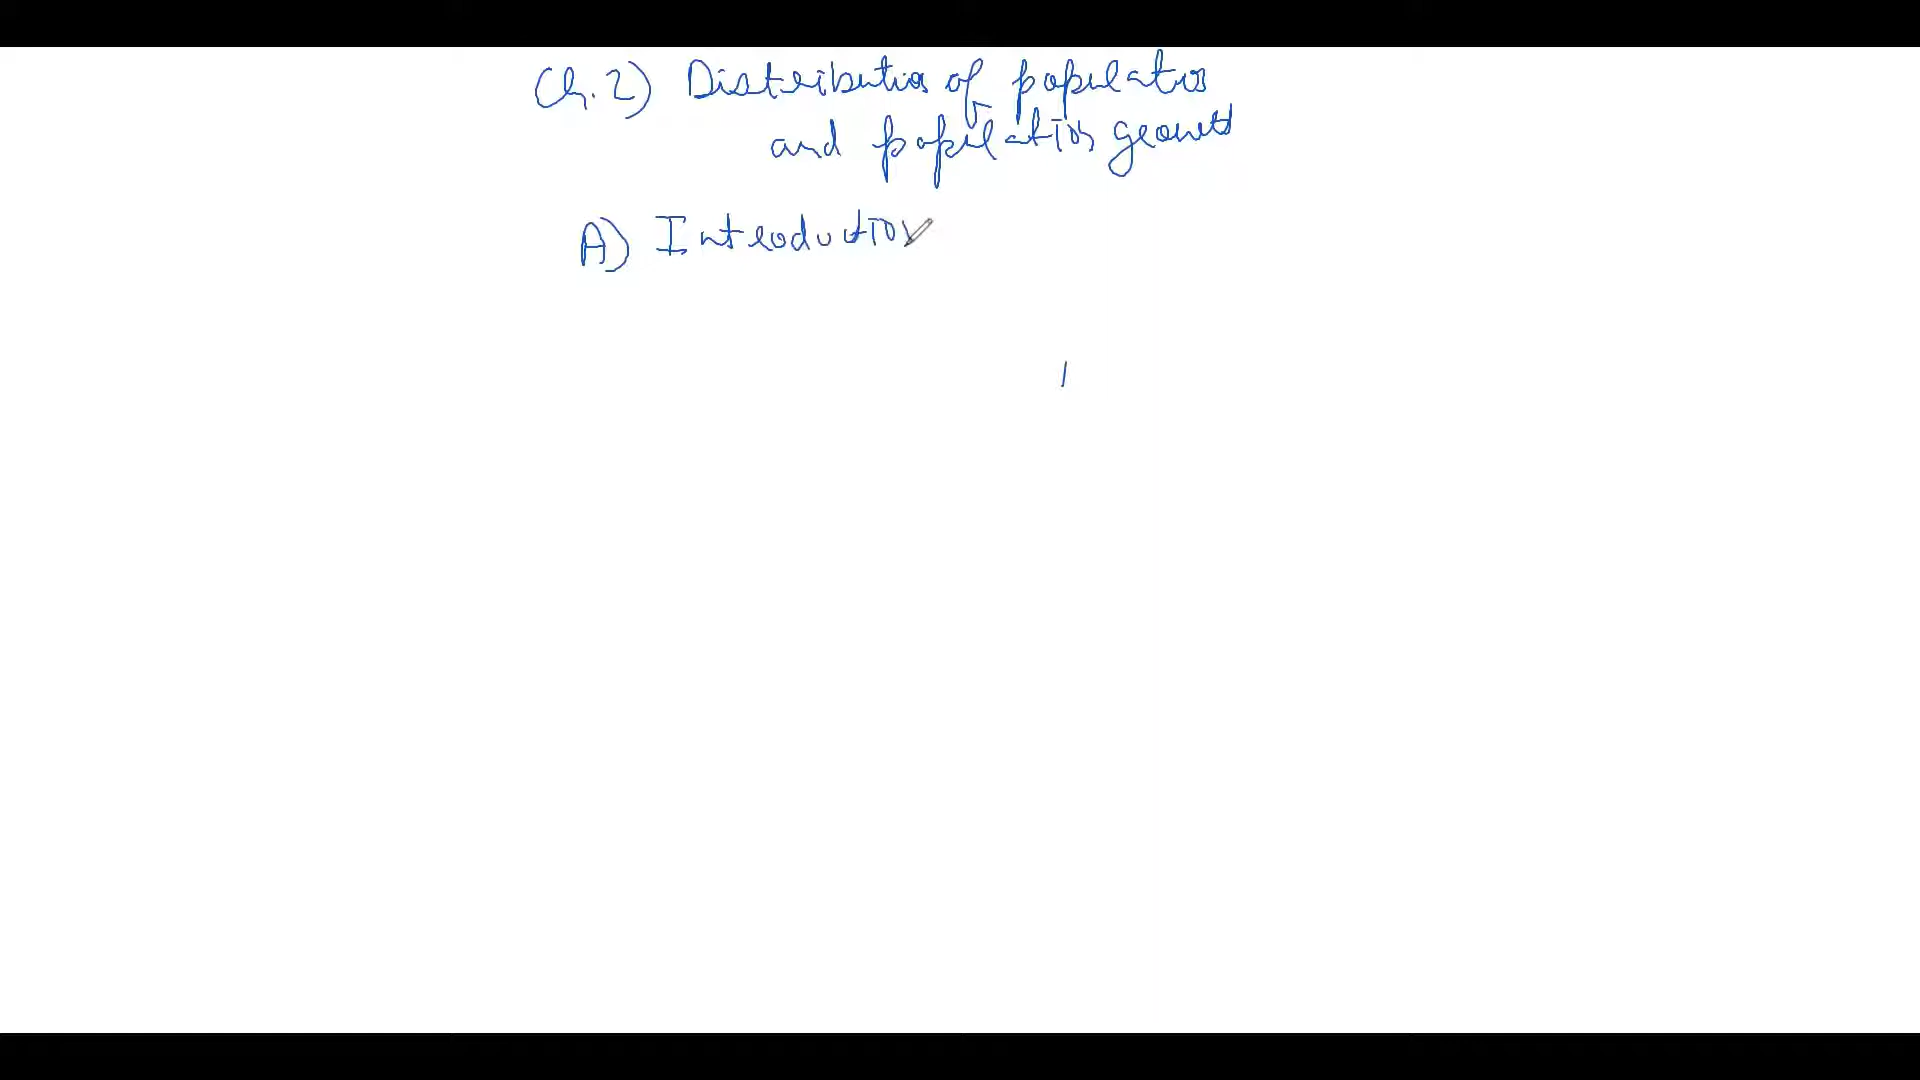 Ch. 2) Distribution of population
and population growth
A) Introduction